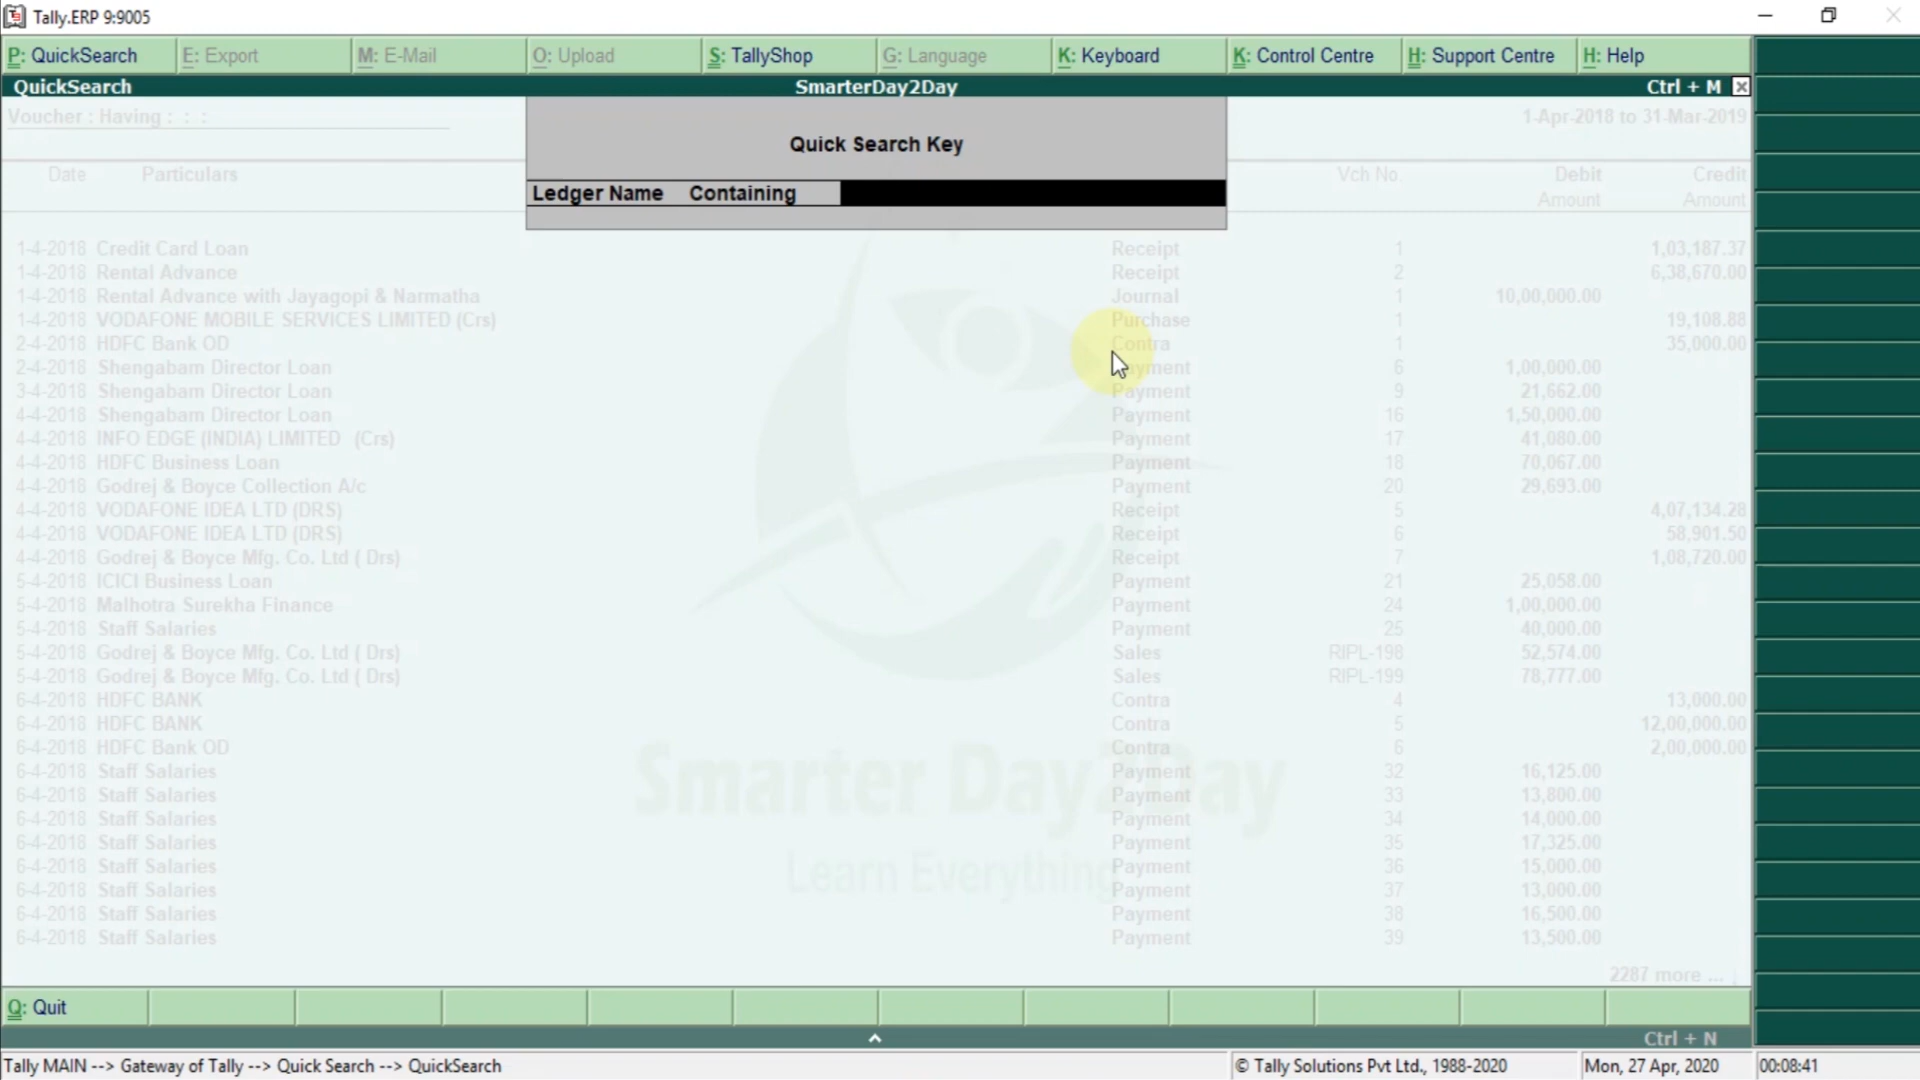 Tally.ERP 9:9005
P: QuickSearch E: Export M: E-Mail O: Upload S: TallyShop G: Language K: Keyboard K: Control Centre H: Support Centre H: Help
QuickSearch SmarterDay2Day Ctrl + M
Voucher : Having : : : 1-Apr-2018 to 31-Mar-2019
Quick Search Key
Date Particulars Vch No. Debit Credit
Amount Amount
Ledger Name Containing
1-4-2018 Credit Card Loan Receipt 1 1,03,187.37
1-4-2018 Rental Advance Receipt 2 6,38,670.00
1-4-2018 Rental Advance with Jayagopi & Narmatha Journal 1 10,00,000.00
1-4-2018 VODAFONE MOBILE SERVICES LIMITED (Crs) Purchase 1 19,108.88
2-4-2018 HDFC Bank OD Contra 1 35,000.00
2-4-2018 Shengabam Director Loan Payment 6 1,00,000.00
3-4-2018 Shengabam Director Loan Payment 9 21,662.00
4-4-2018 Shengabam Director Loan Payment 16 1,50,000.00
4-4-2018 INFO EDGE (INDIA) LIMITED (Crs) Payment 17 41,080.00
4-4-2018 HDFC Business Loan Payment 18 70,067.00
4-4-2018 Godrej & Boyce Collection A/c Payment 20 29,693.00
4-4-2018 VODAFONE IDEA LTD (DRS) Receipt 5 4,07,134.28
4-4-2018 VODAFONE IDEA LTD (DRS) Receipt 6 58,901.50
4-4-2018 Godrej & Boyce Mfg. Co. Ltd ( Drs) Receipt 7 1,08,720.00
5-4-2018 ICICI Business Loan Payment 21 25,058.00
5-4-2018 Malhotra Surekha Finance Payment 24 1,00,000.00
5-4-2018 Staff Salaries Payment 25 40,000.00
5-4-2018 Godrej & Boyce Mfg. Co. Ltd ( Drs) Sales RIPL-198 52,574.00
5-4-2018 Godrej & Boyce Mfg. Co. Ltd ( Drs) Sales RIPL-199 78,777.00
6-4-2018 HDFC BANK Contra 4 13,000.00
6-4-2018 HDFC BANK Contra 5 12,00,000.00
6-4-2018 HDFC Bank OD Contra 6 2,00,000.00
6-4-2018 Staff Salaries Payment 32 16,125.00
6-4-2018 Staff Salaries Payment 33 13,800.00
6-4-2018 Staff Salaries Payment 34 14,000.00
6-4-2018 Staff Salaries Payment 35 17,325.00
6-4-2018 Staff Salaries Payment 36 15,000.00
6-4-2018 Staff Salaries Payment 37 13,000.00
6-4-2018 Staff Salaries Payment 38 16,500.00
6-4-2018 Staff Salaries Payment 39 13,500.00
Smarter Day2Day
Learn Everything
2287 more ...
Q: Quit
Ctrl + N
Tally MAIN --> Gateway of Tally --> Quick Search --> QuickSearch © Tally Solutions Pvt Ltd., 1988-2020 Mon, 27 Apr, 2020 00:08:41